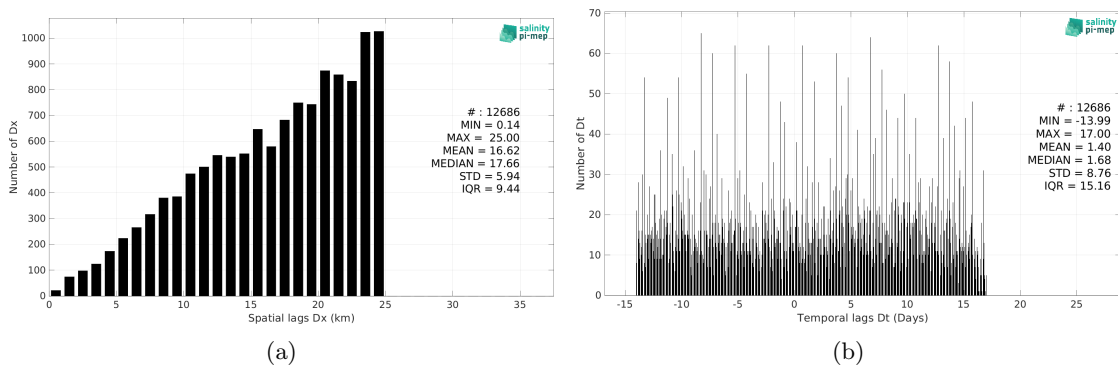 salinity
pi-mep
1000
900
800
700
600
500
400
300
200
100
0
Number of Dx
# : 12686
MIN = 0.14
MAX = 25.00
MEAN = 16.62
MEDIAN = 17.66
STD = 5.94
IQR = 9.44
0 5 10 15 20 25 30 35
Spatial lags Dx (km)
(a)
salinity
pi-mep
70
60
50
40
30
20
10
0
Number of Dt
# : 12686
MIN = -13.99
MAX = 17.00
MEAN = 1.40
MEDIAN = 1.68
STD = 8.76
IQR = 15.16
-15 -10 -5 0 5 10 15 20 25
Temporal lags Dt (Days)
(b)